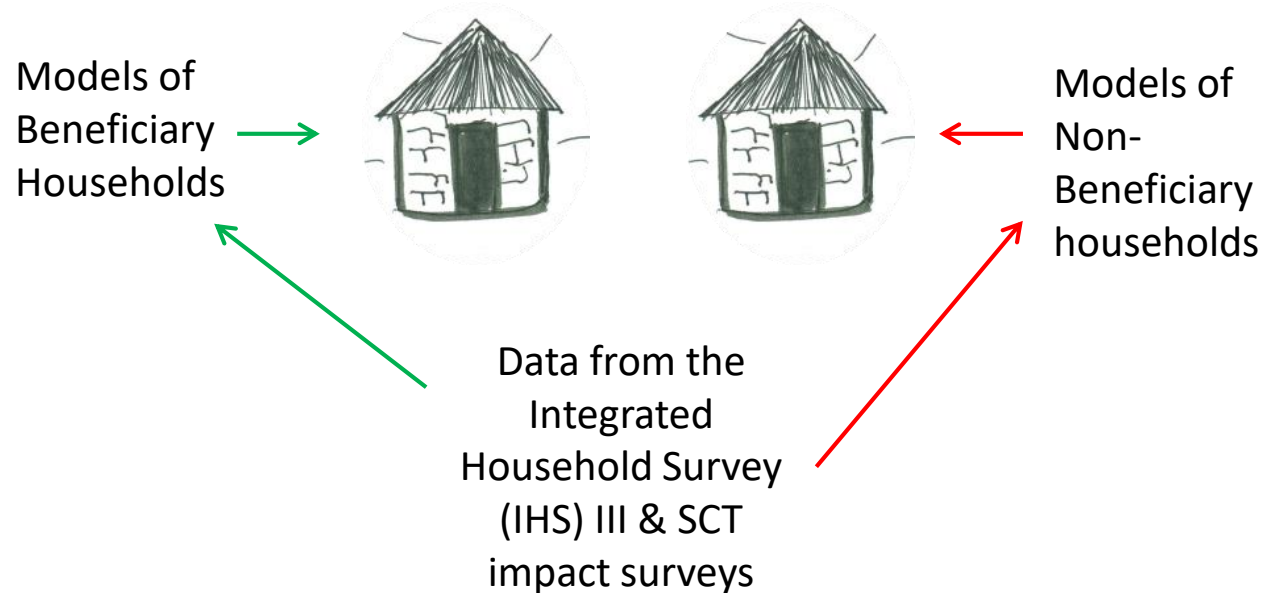 Models of
Beneficiary
Households
Models of
Non-
Beneficiary
households
Data from the
Integrated
Household Survey
(IHS) III & SCT
impact surveys